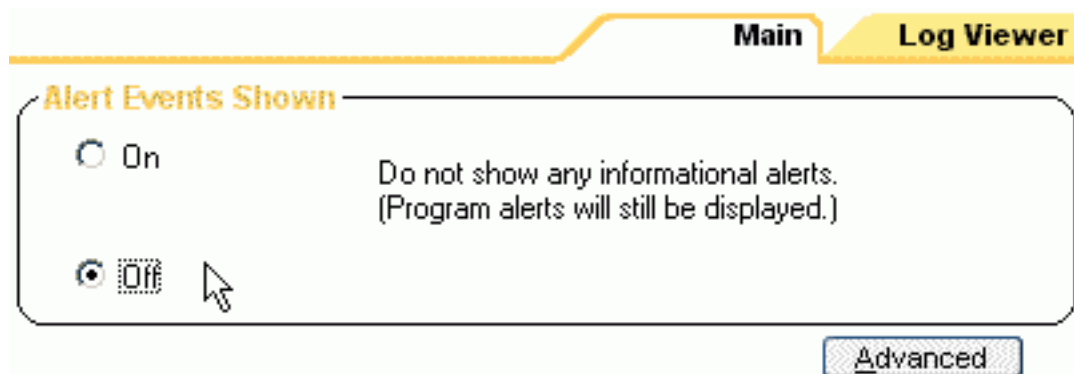 Main
Log Viewer
Alert Events Shown
On
Do not show any informational alerts.
(Program alerts will still be displayed.)
Off
Advanced